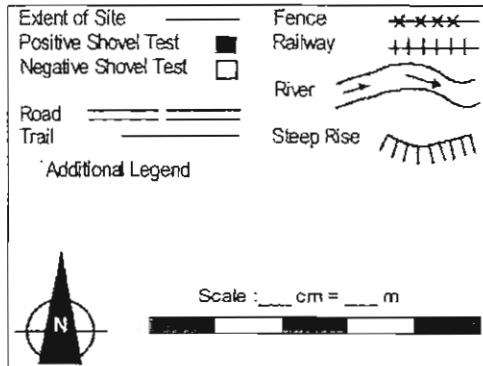 Extent of Site
Positive Shovel Test
Negative Shovel Test
Road
Trail
Additional Legend
Fence
Railway
River
Steep Rise
Scale :___ cm = ___ m
N